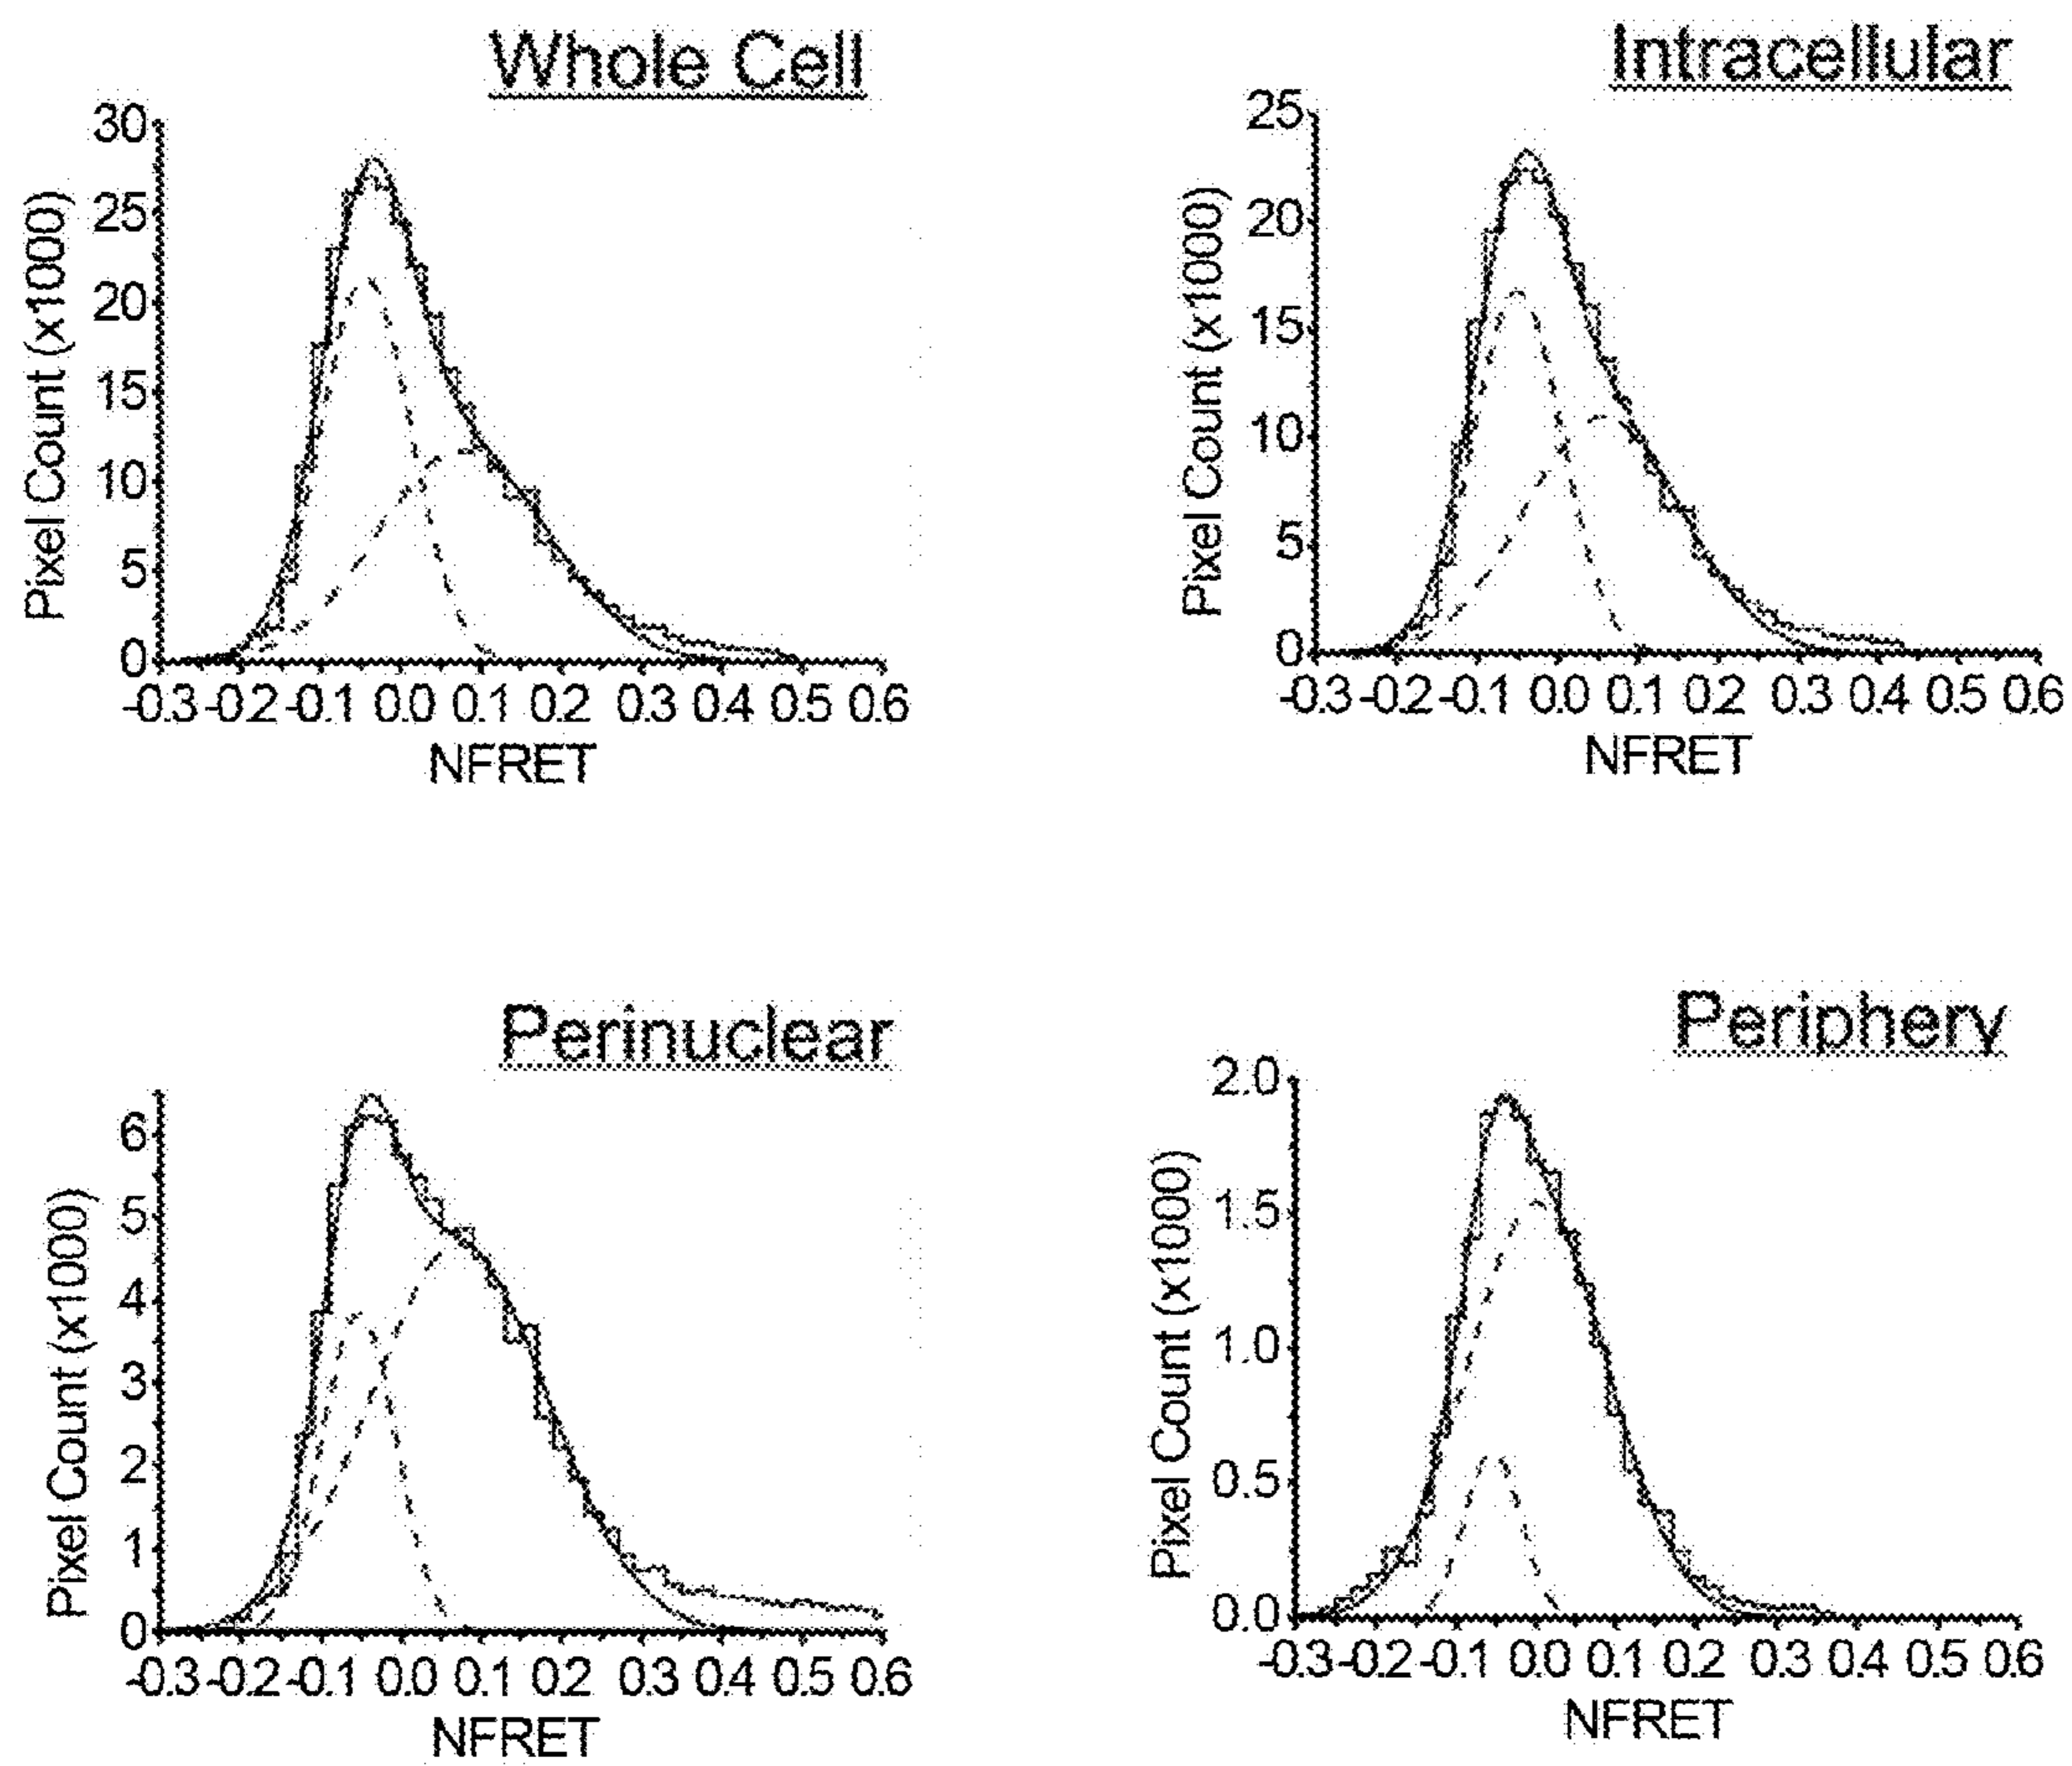 Whole Cell
Pixel Count (x1000)
30
25
20
15
10
5
0
-0.3 -0.2 -0.1 0.0 0.1 0.2 0.3 0.4 0.5 0.6
NFRET
Intracellular
Pixel Count (x1000)
25
20
15
10
5
0
-0.3 -0.2 -0.1 0.0 0.1 0.2 0.3 0.4 0.5 0.6
NFRET
Perinuclear
Pixel Count (x1000)
6
5
4
3
2
1
0
-0.3 -0.2 -0.1 0.0 0.1 0.2 0.3 0.4 0.5 0.6
NFRET
Periphery
Pixel Count (x1000)
2.0
1.5
1.0
0.5
0.0
-0.3 -0.2 -0.1 0.0 0.1 0.2 0.3 0.4 0.5 0.6
NFRET